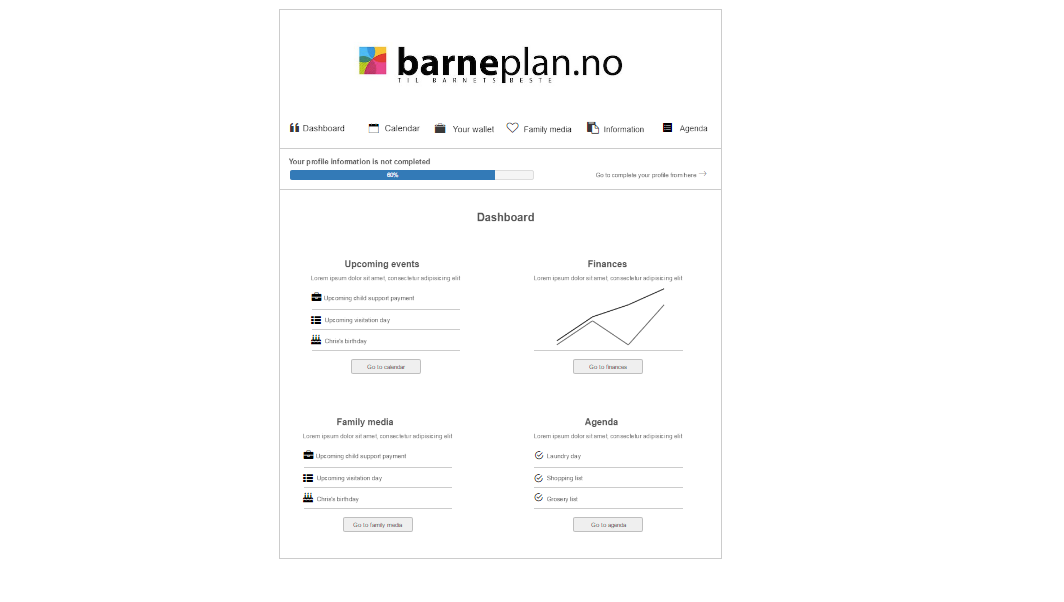 barneplan.no
TIL BARNETS BESTE
Dashboard Calendar Your wallet Family media Information Agenda
Your profile information is not completed
60%
Go to complete your profile from here
Dashboard
Upcoming events
Lorem ipsum dolor sit amet, consectetur adipisicing elit
Upcoming child support payment
Upcoming visitation day
Chris's birthday
Go to calendar
Finances
Lorem ipsum dolor sit amet, consectetur adipisicing elit
Go to finances
Family media
Lorem ipsum dolor sit amet, consectetur adipisicing elit
Upcoming child support payment
Upcoming visitation day
Chris's birthday
Go to family media
Agenda
Lorem ipsum dolor sit amet, consectetur adipisicing elit
Laundry day
Shopping list
Grosery list
Go to agenda